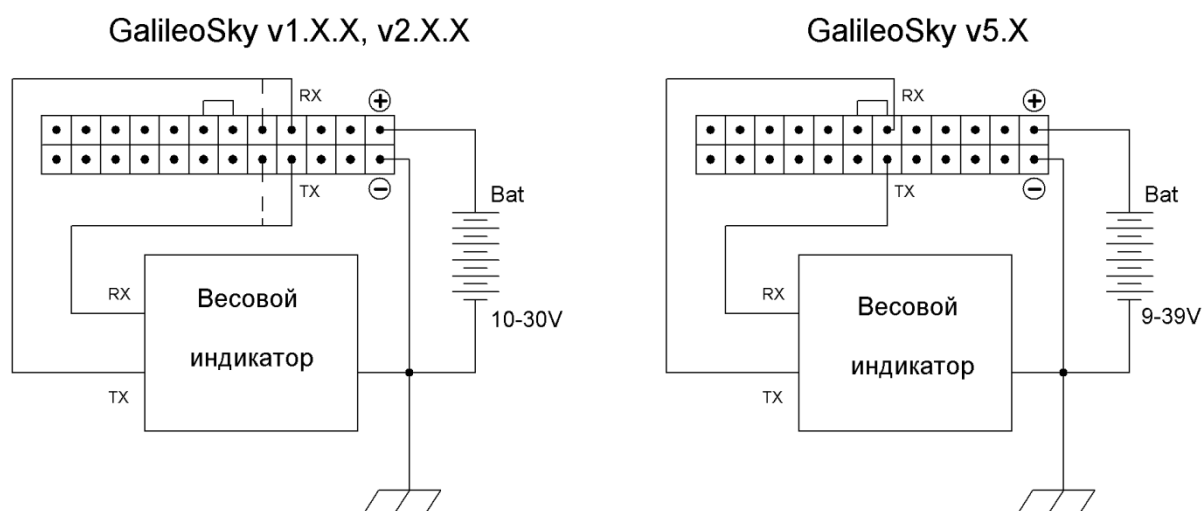 GalileoSky v1.X.X, v2.X.X
RX
+
TX
−
Bat
RX
Весовой
индикатор
10-30V
TX
GalileoSky v5.X
RX
+
TX
−
Bat
RX
Весовой
индикатор
9-39V
TX